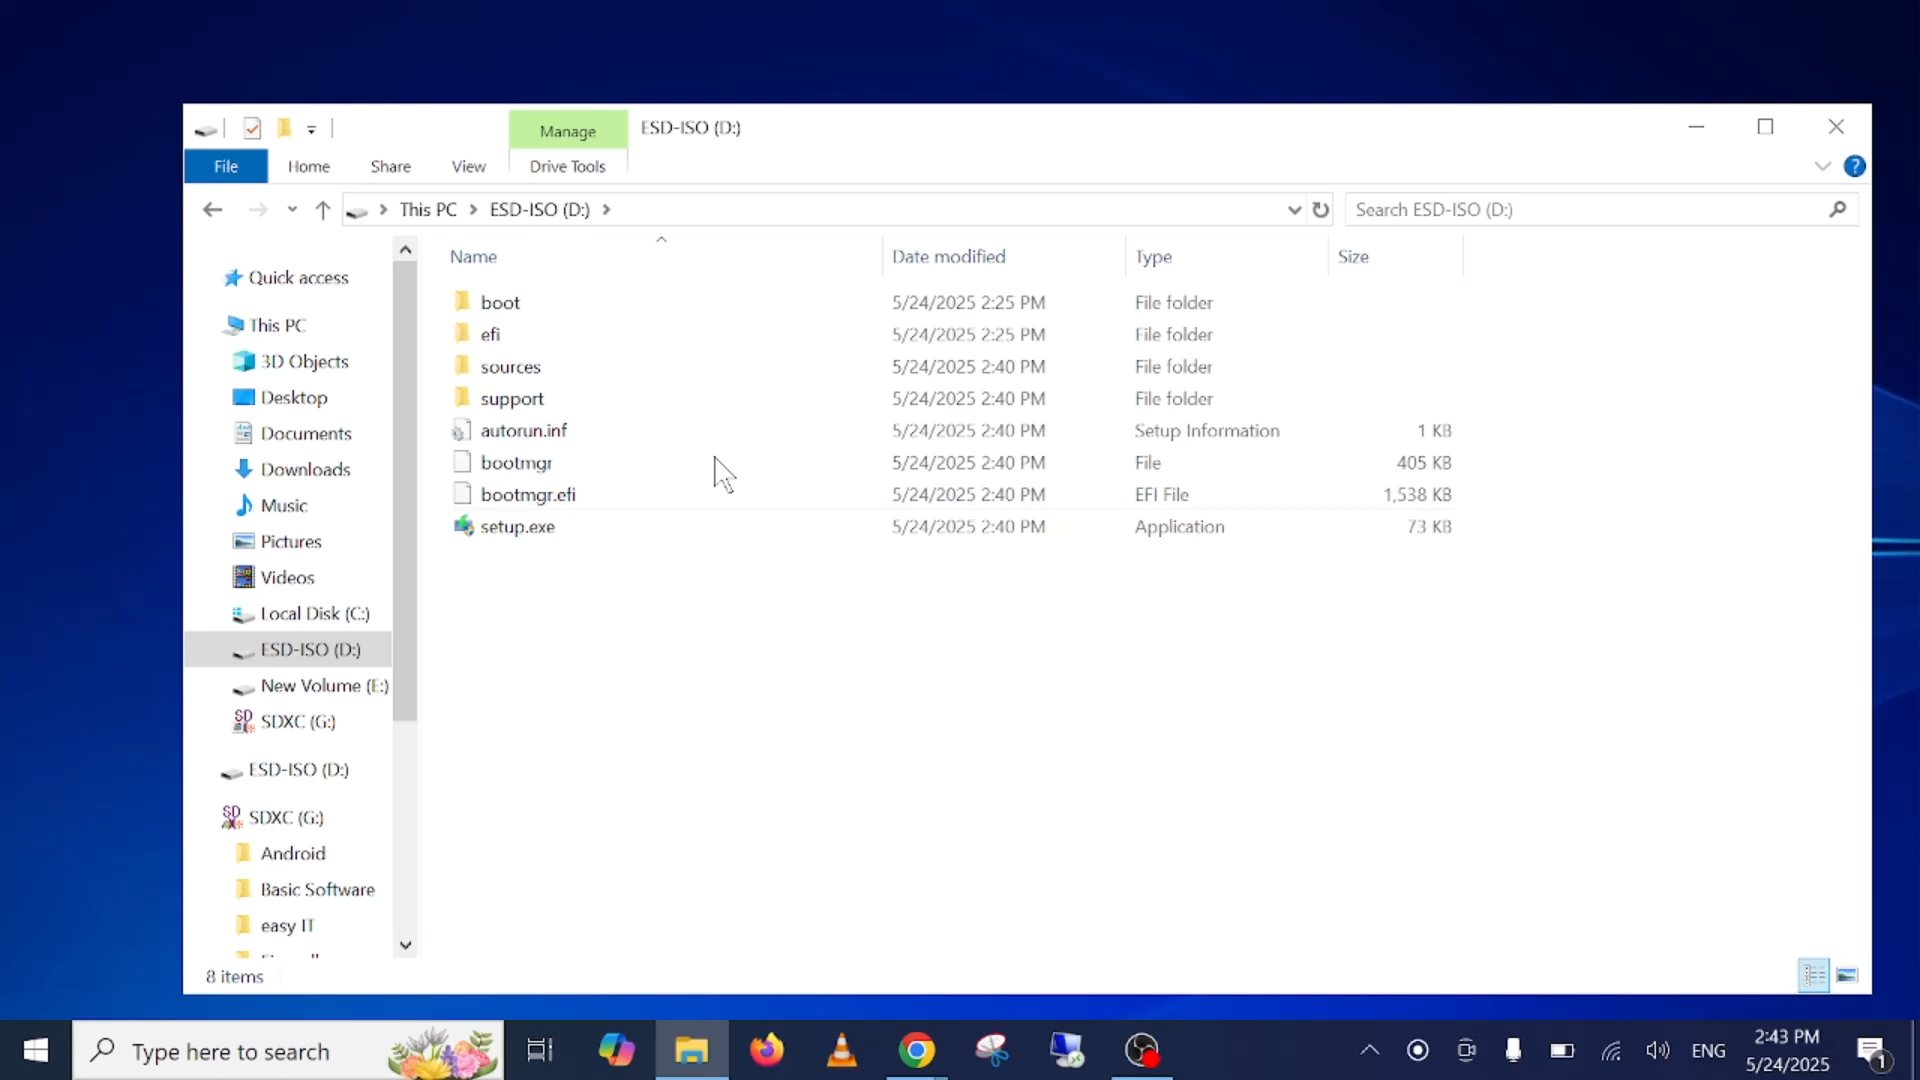 Manage
ESD-ISO (D:)
File
Home
Share
View
Drive Tools
This PC
ESD-ISO (D:)
Search ESD-ISO (D:)
Name
Date modified
Type
Size
Quick access
This PC
3D Objects
Desktop
Documents
Downloads
Music
Pictures
Videos
Local Disk (C:)
ESD-ISO (D:)
New Volume (E:)
SDXC (G:)
ESD-ISO (D:)
SDXC (G:)
Android
Basic Software
easy IT
boot 5/24/2025 2:25 PM File folder
efi 5/24/2025 2:25 PM File folder
sources 5/24/2025 2:40 PM File folder
support 5/24/2025 2:40 PM File folder
autorun.inf 5/24/2025 2:40 PM Setup Information 1 KB
bootmgr 5/24/2025 2:40 PM File 405 KB
bootmgr.efi 5/24/2025 2:40 PM EFI File 1,538 KB
setup.exe 5/24/2025 2:40 PM Application 73 KB
8 items
Type here to search
ENG
2:43 PM
5/24/2025
1